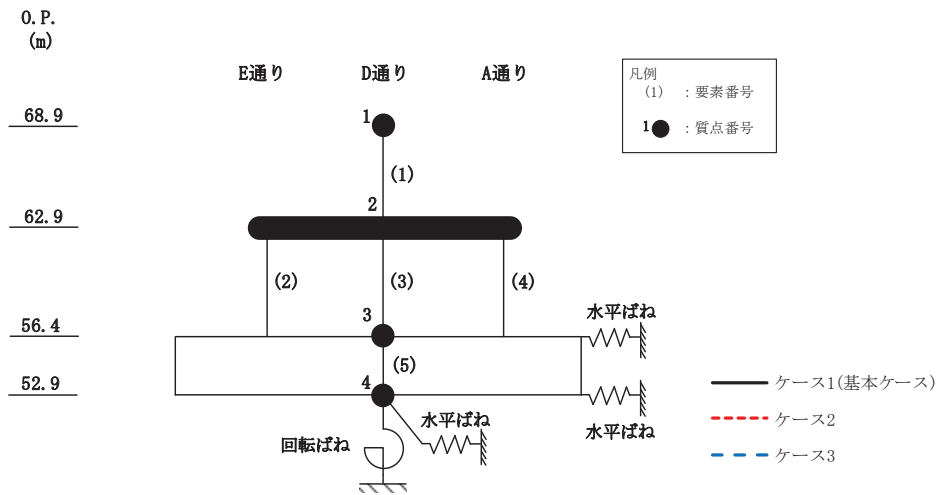 O.P.
(m)
E通り
D通り
A通り
凡例
(1) : 要素番号
1 : 質点番号
68.9
1
(1)
2
62.9
(2)
(3)
(4)
3
水平ばね
56.4
(5)
4
52.9
ケース1(基本ケース)
水平ばね
水平ばね
ケース2
回転ばね
ケース3